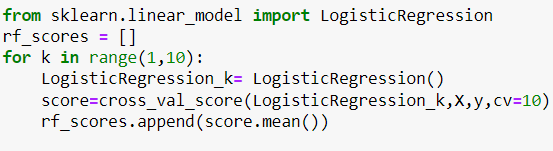 from sklearn.linear_model import LogisticRegression
rf_scores = []
for k in range(1,10):
    LogisticRegression_k= LogisticRegression()
    score=cross_val_score(LogisticRegression_k,X,y,cv=10)
    rf_scores.append(score.mean())